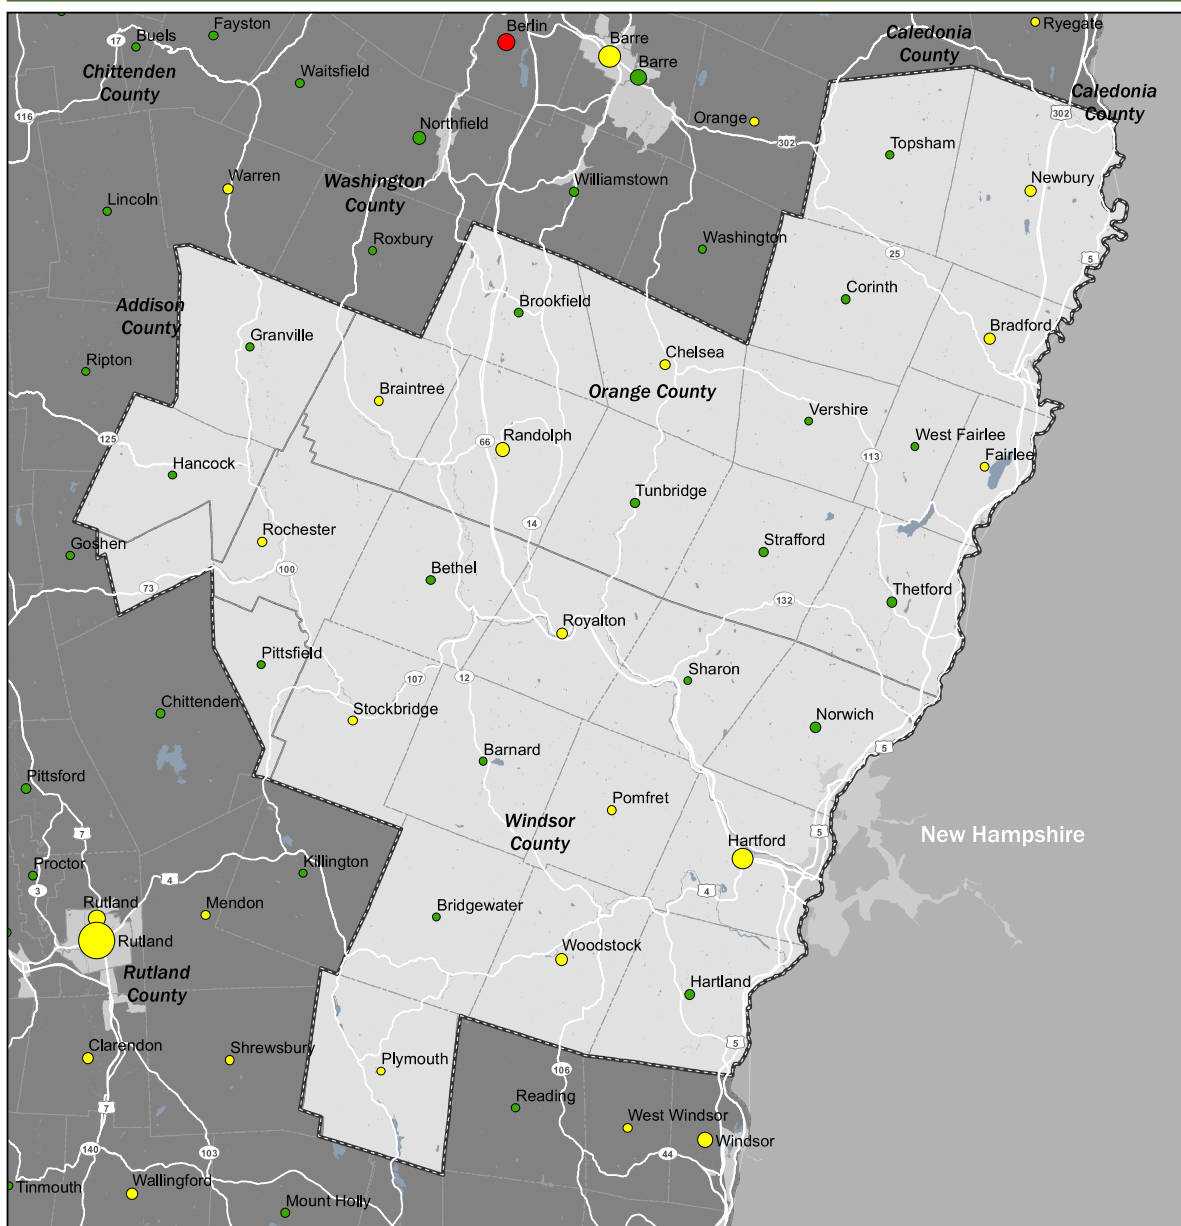 Fayston
Berlin
Ryegate
Buels
Barre
Caledonia
County
17
Chittenden
County
Waitsfield
Barre
Caledonia
County
116
Northfield
Orange
302
302
Topsham
Lincoln
Warren
Washington
County
Williamstown
Newbury
Roxbury
Washington
25
5
Addison
County
Brookfield
Corinth
Granville
Bradford
Ripton
Chelsea
Braintree
Orange County
Vershire
125
66
Randolph
West Fairlee
113
Fairlee
Hancock
Tunbridge
Rochester
14
Strafford
Goshen
100
Bethel
73
132
Thetford
Royalton
Pittsfield
107
12
Sharon
Chittenden
Stockbridge
Norwich
Barnard
5
Pittsford
Pomfret
7
Windsor
County
Hartford
5
New Hampshire
Proctor
Killington
3
4
4
Rutland
Mendon
Bridgewater
Rutland
Woodstock
Rutland
County
Hartland
Clarendon
Shrewsbury
Plymouth
5
106
Reading
7
West Windsor
Windsor
140
103
44
Tinmouth
Wallingford
Mount Holly